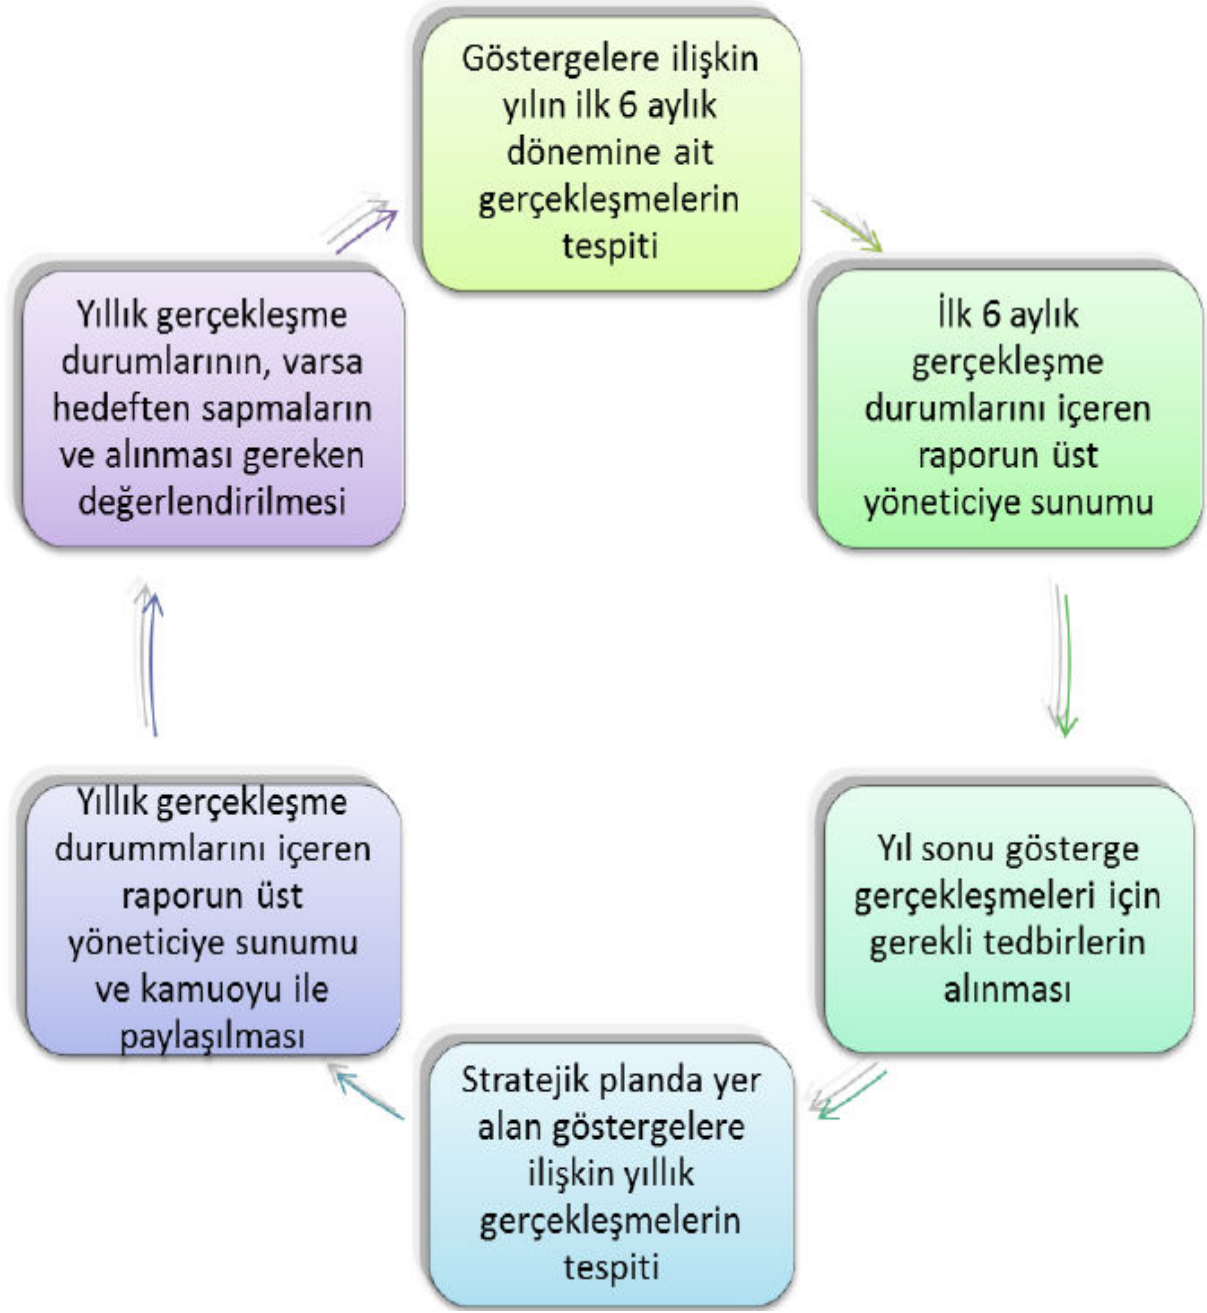 Göstergelere ilişkin
yılın ilk 6 aylık
dönemine ait
gerçekleşmelerin
tespiti
İlk 6 aylık
gerçekleşme
durumlarını içeren
raporun üst
yöneticiye sunumu
Yıl sonu gösterge
gerçekleşmeleri için
gerekli tedbirlerin
alınması
Stratejik planda yer
alan göstergelere
ilişkin yıllık
gerçekleşmelerin
tespiti
Yıllık gerçekleşme
durummlarını içeren
raporun üst
yöneticiye sunumu
ve kamuoyu ile
paylaşılması
Yıllık gerçekleşme
durumlarının, varsa
hedeften sapmaların
ve alınması gereken
değerlendirilmesi